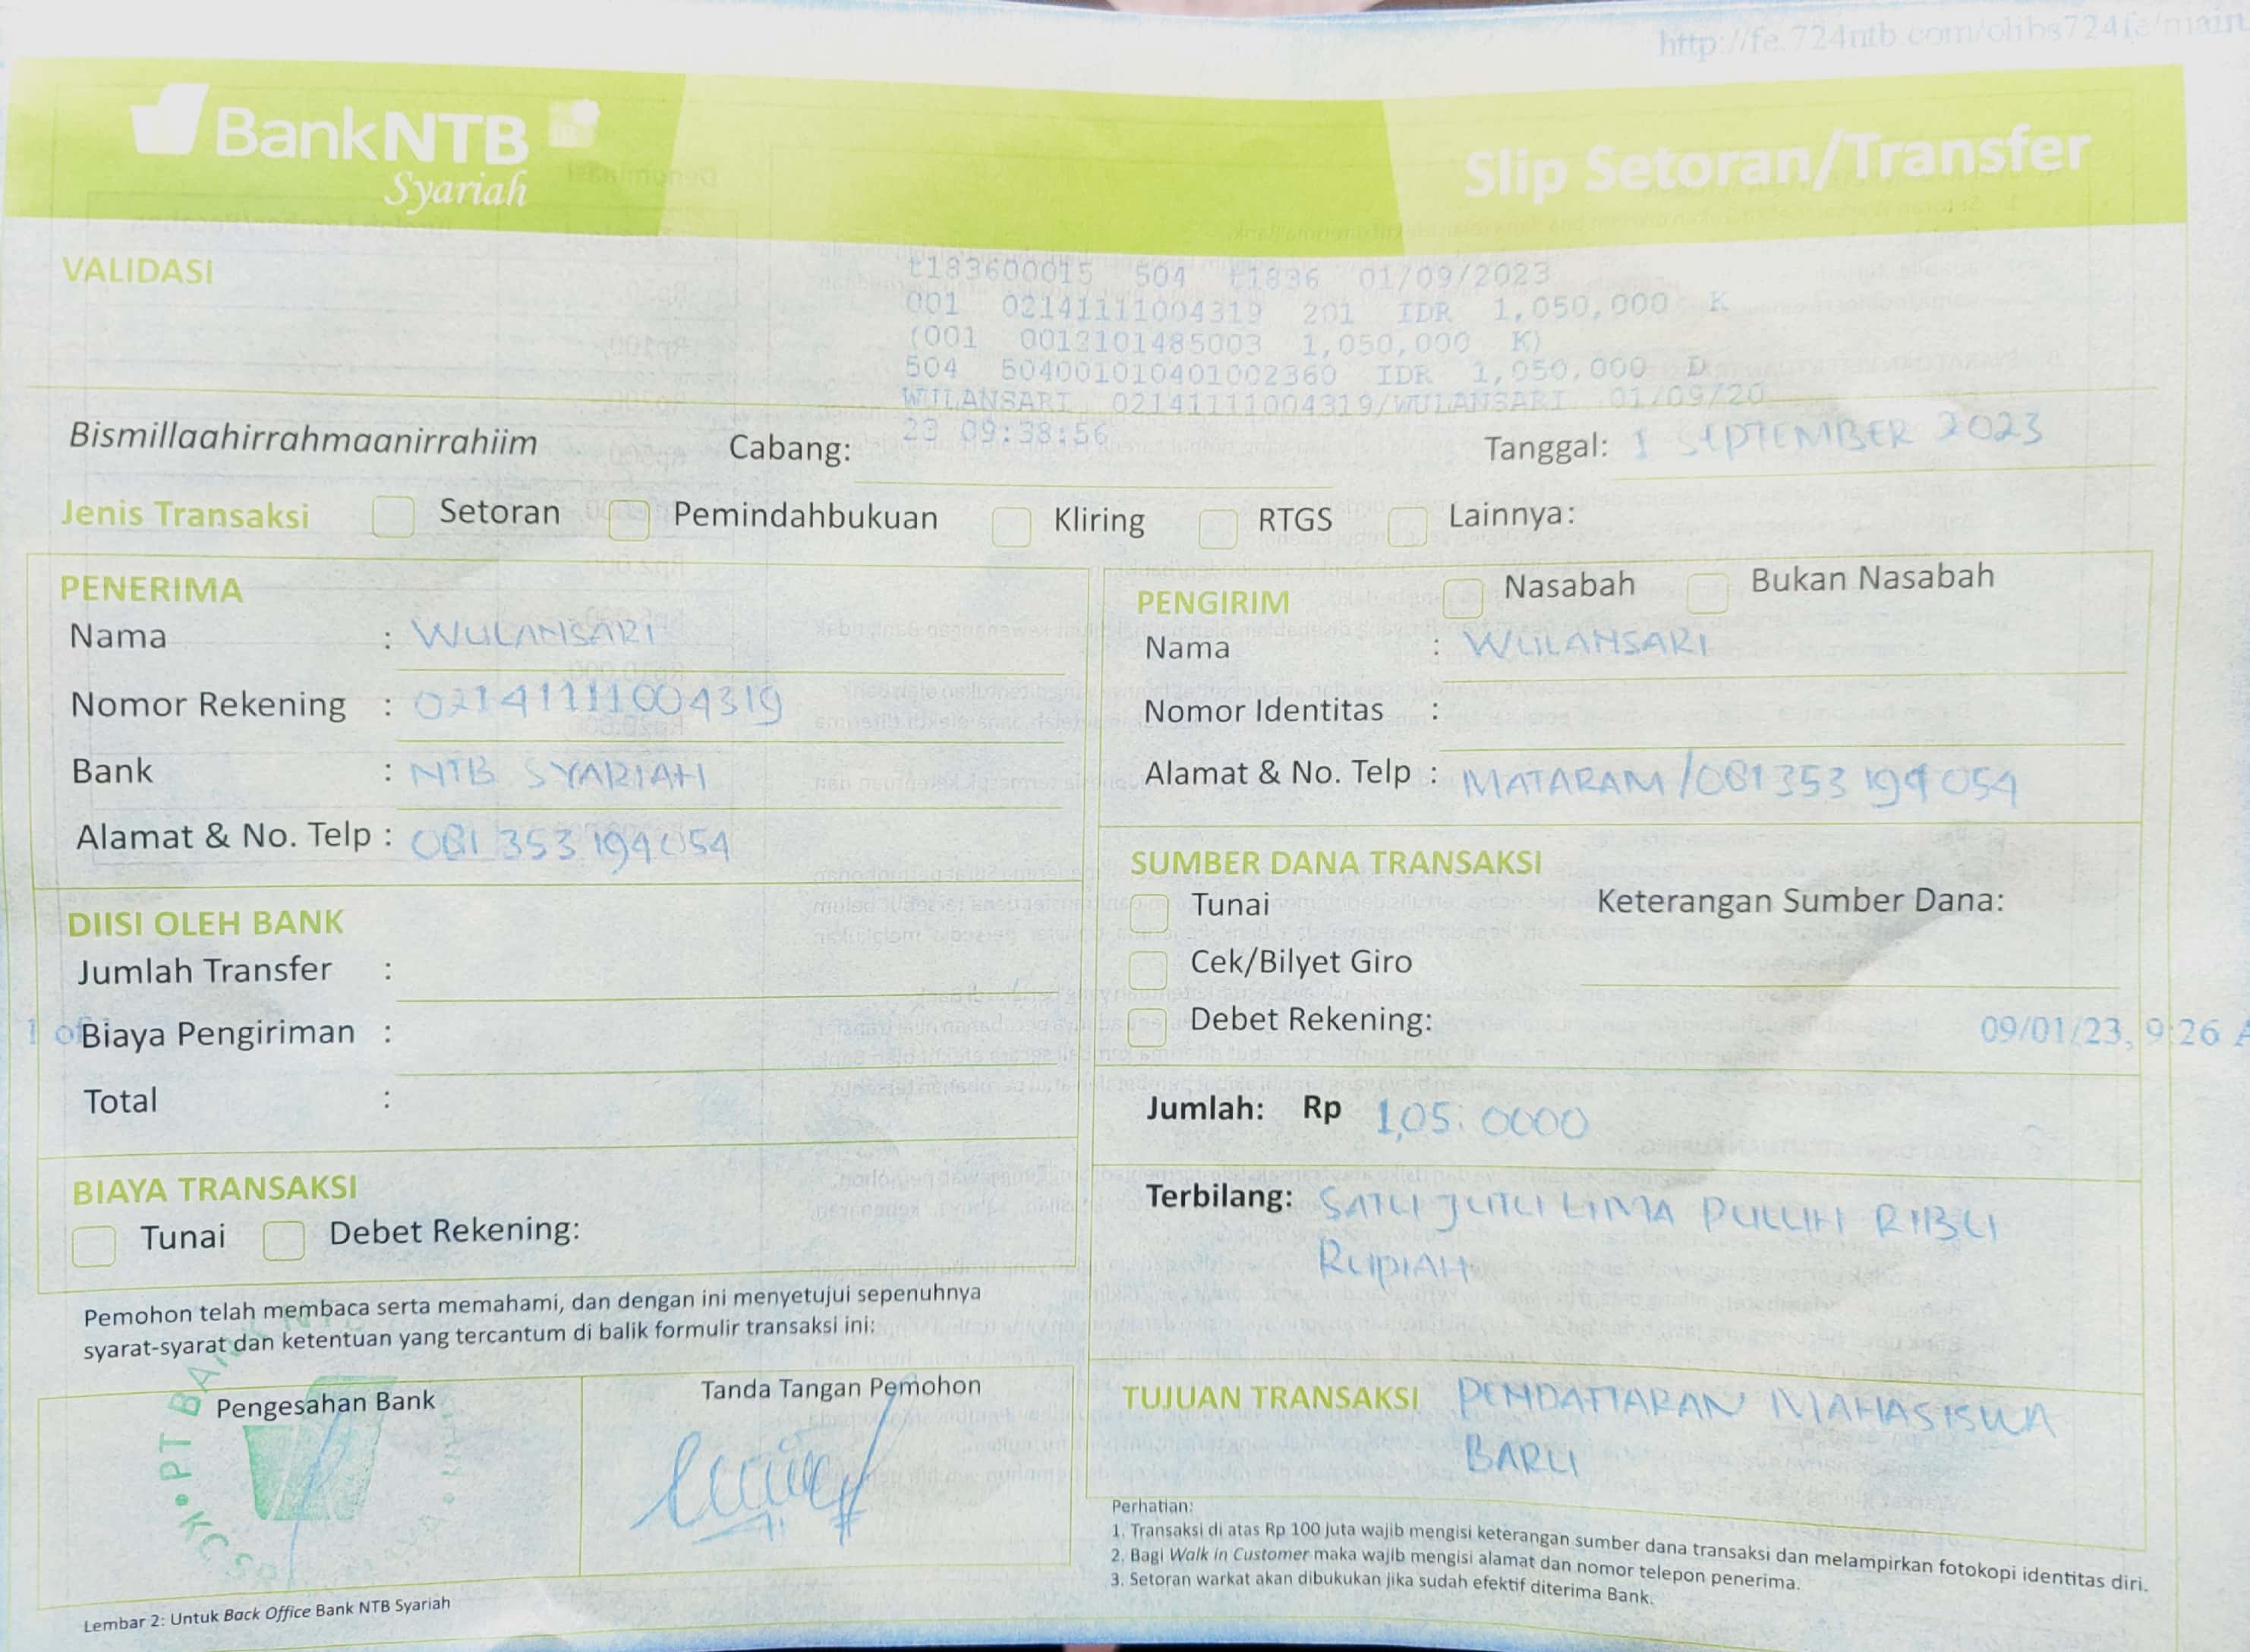 http://fe.724ntb.com/olibs724fe/main
BankNTB
Syariah
Slip Setoran/Transfer
VALIDASI
t183600015 504 t1836 01/09/2023
001 02141111004319 201 IDR 1,050,000 K
(001 0012101485003 1,050,000 K)
504 504001010401002360 IDR 1,050,000 D
WULANSARI 02141111004319/WULANSARI 01/09/20
23 09:38:56
Bismillaahirrahmaanirrahiim Cabang: Tanggal: 1 SEPTEMBER 2023
Jenis Transaksi Setoran Pemindahbukuan Kliring RTGS Lainnya:
PENERIMA
Nama : WULANSARI
Nomor Rekening : 02141111004319
Bank : NTB SYARIAH
Alamat & No. Telp : 081 353 194 054
PENGIRIM Nasabah Bukan Nasabah
Nama : WULANSARI
Nomor Identitas :
Alamat & No. Telp : MATARAM /081 353 194 054
DIISI OLEH BANK
Jumlah Transfer :
1 of Biaya Pengiriman :
Total :
SUMBER DANA TRANSAKSI
Tunai Keterangan Sumber Dana:
Cek/Bilyet Giro
Debet Rekening:
09/01/23, 9:26 A
Jumlah: Rp 1,05. 0000
BIAYA TRANSAKSI
Tunai Debet Rekening:
Terbilang: SATU JUTU LIMA PULUH RIBU
RUPIAH
Pemohon telah membaca serta memahami, dan dengan ini menyetujui sepenuhnya
syarat-syarat dan ketentuan yang tercantum di balik formulir transaksi ini:
Pengesahan Bank Tanda Tangan Pemohon
PT BA
KC
TUJUAN TRANSAKSI PENDAFTARAN MAHASISWA
BARU
Perhatian:
1. Transaksi di atas Rp 100 juta wajib mengisi keterangan sumber dana transaksi dan melampirkan fotokopi identitas diri.
2. Bagi Walk in Customer maka wajib mengisi alamat dan nomor telepon penerima.
3. Setoran warkat akan dibukukan jika sudah efektif diterima Bank.
Lembar 2: Untuk Back Office Bank NTB Syariah